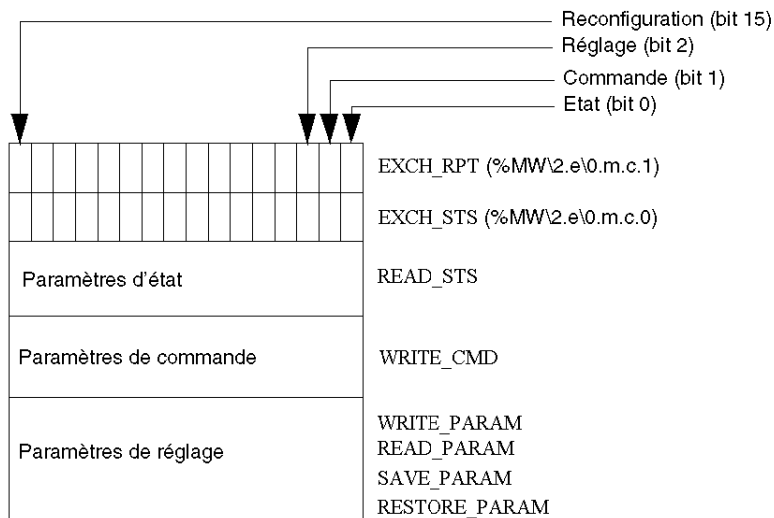 Reconfiguration (bit 15)
Réglage (bit 2)
Commande (bit 1)
Etat (bit 0)
EXCH_RPT (%MW\2.e\0.m.c.1)
EXCH_STS (%MW\2.e\0.m.c.0)
Paramètres d'état READ_STS
Paramètres de commande WRITE_CMD
WRITE_PARAM
Paramètres de réglage READ_PARAM
SAVE_PARAM
RESTORE_PARAM